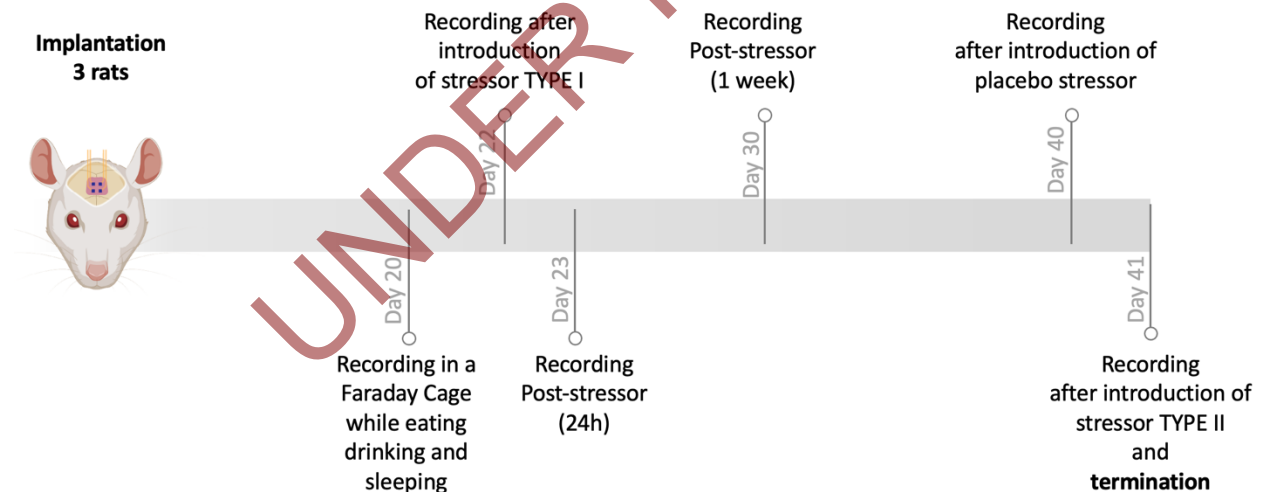 Implantation
3 rats
Recording after
introduction
of stressor TYPE I
Recording
Post-stressor
(1 week)
Recording
after introduction of
placebo stressor
Day 22
Day 30
Day 40
Day 20
Day 23
Day 41
Recording in a
Faraday Cage
while eating
drinking and
sleeping
Recording
Post-stressor
(24h)
Recording
after introduction of
stressor TYPE II
and
termination
UNDER